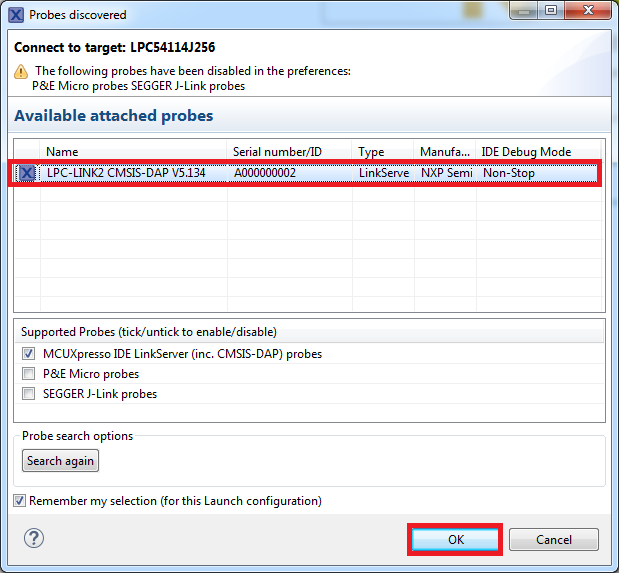 Probes discovered
Connect to target: LPC54114J256
The following probes have been disabled in the preferences:
P&E Micro probes SEGGER J-Link probes
Available attached probes
Name Serial number/ID Type Manufa... IDE Debug Mode
LPC-LINK2 CMSIS-DAP V5.134 A000000002 LinkServe NXP Semi Non-Stop
Supported Probes (tick/untick to enable/disable)
MCUXpresso IDE LinkServer (inc. CMSIS-DAP) probes
P&E Micro probes
SEGGER J-Link probes
Probe search options
Search again
Remember my selection (for this Launch configuration)
OK Cancel